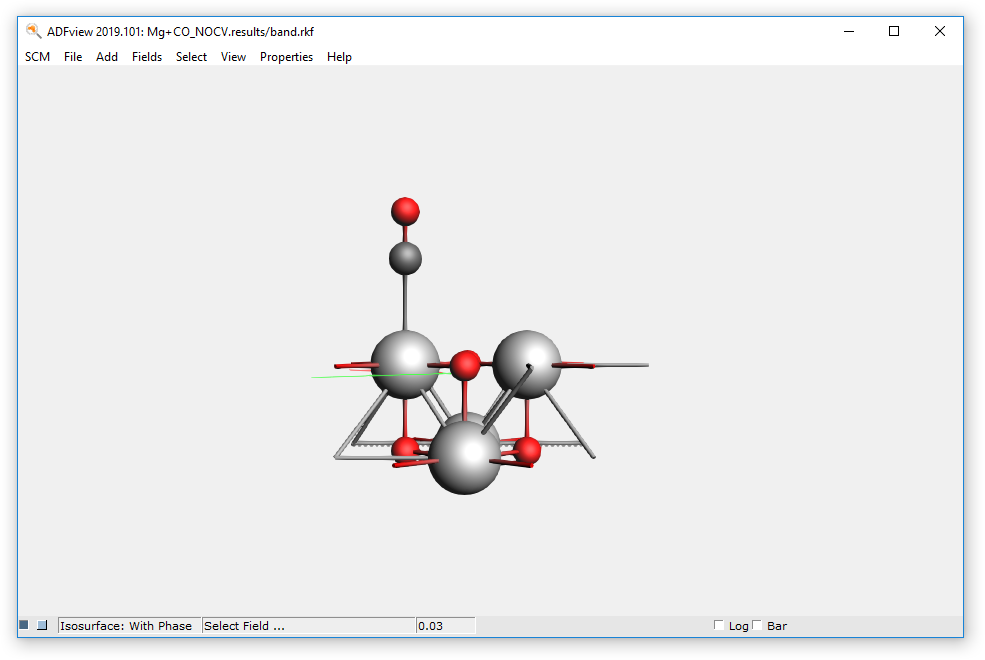 ADFview 2019.101: Mg+CO_NOCV.results/band.rkf
SCM File Add Fields Select View Properties Help
Isosurface: With Phase Select Field ... 0.03 Log Bar